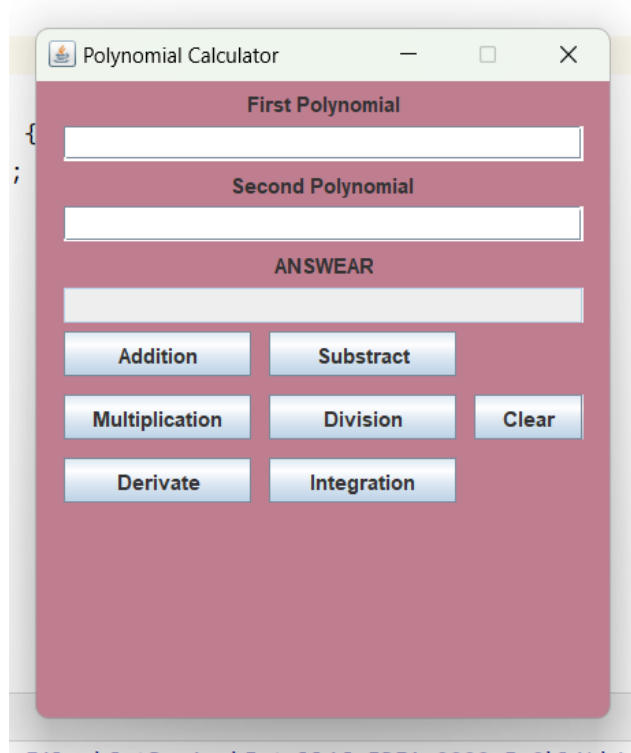 Polynomial Calculator
First Polynomial
{
;
Second Polynomial
ANSWEAR
Addition Substract
Multiplication Division Clear
Derivate Integration